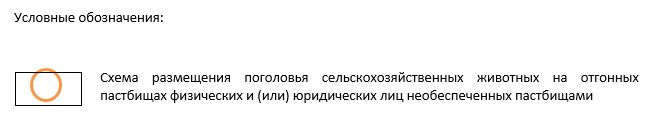 Условные обозначения:
Схема размещения поголовья сельскохозяйственных животных на отгонных
пастбищах физических и (или) юридических лиц необеспеченных пастбищами